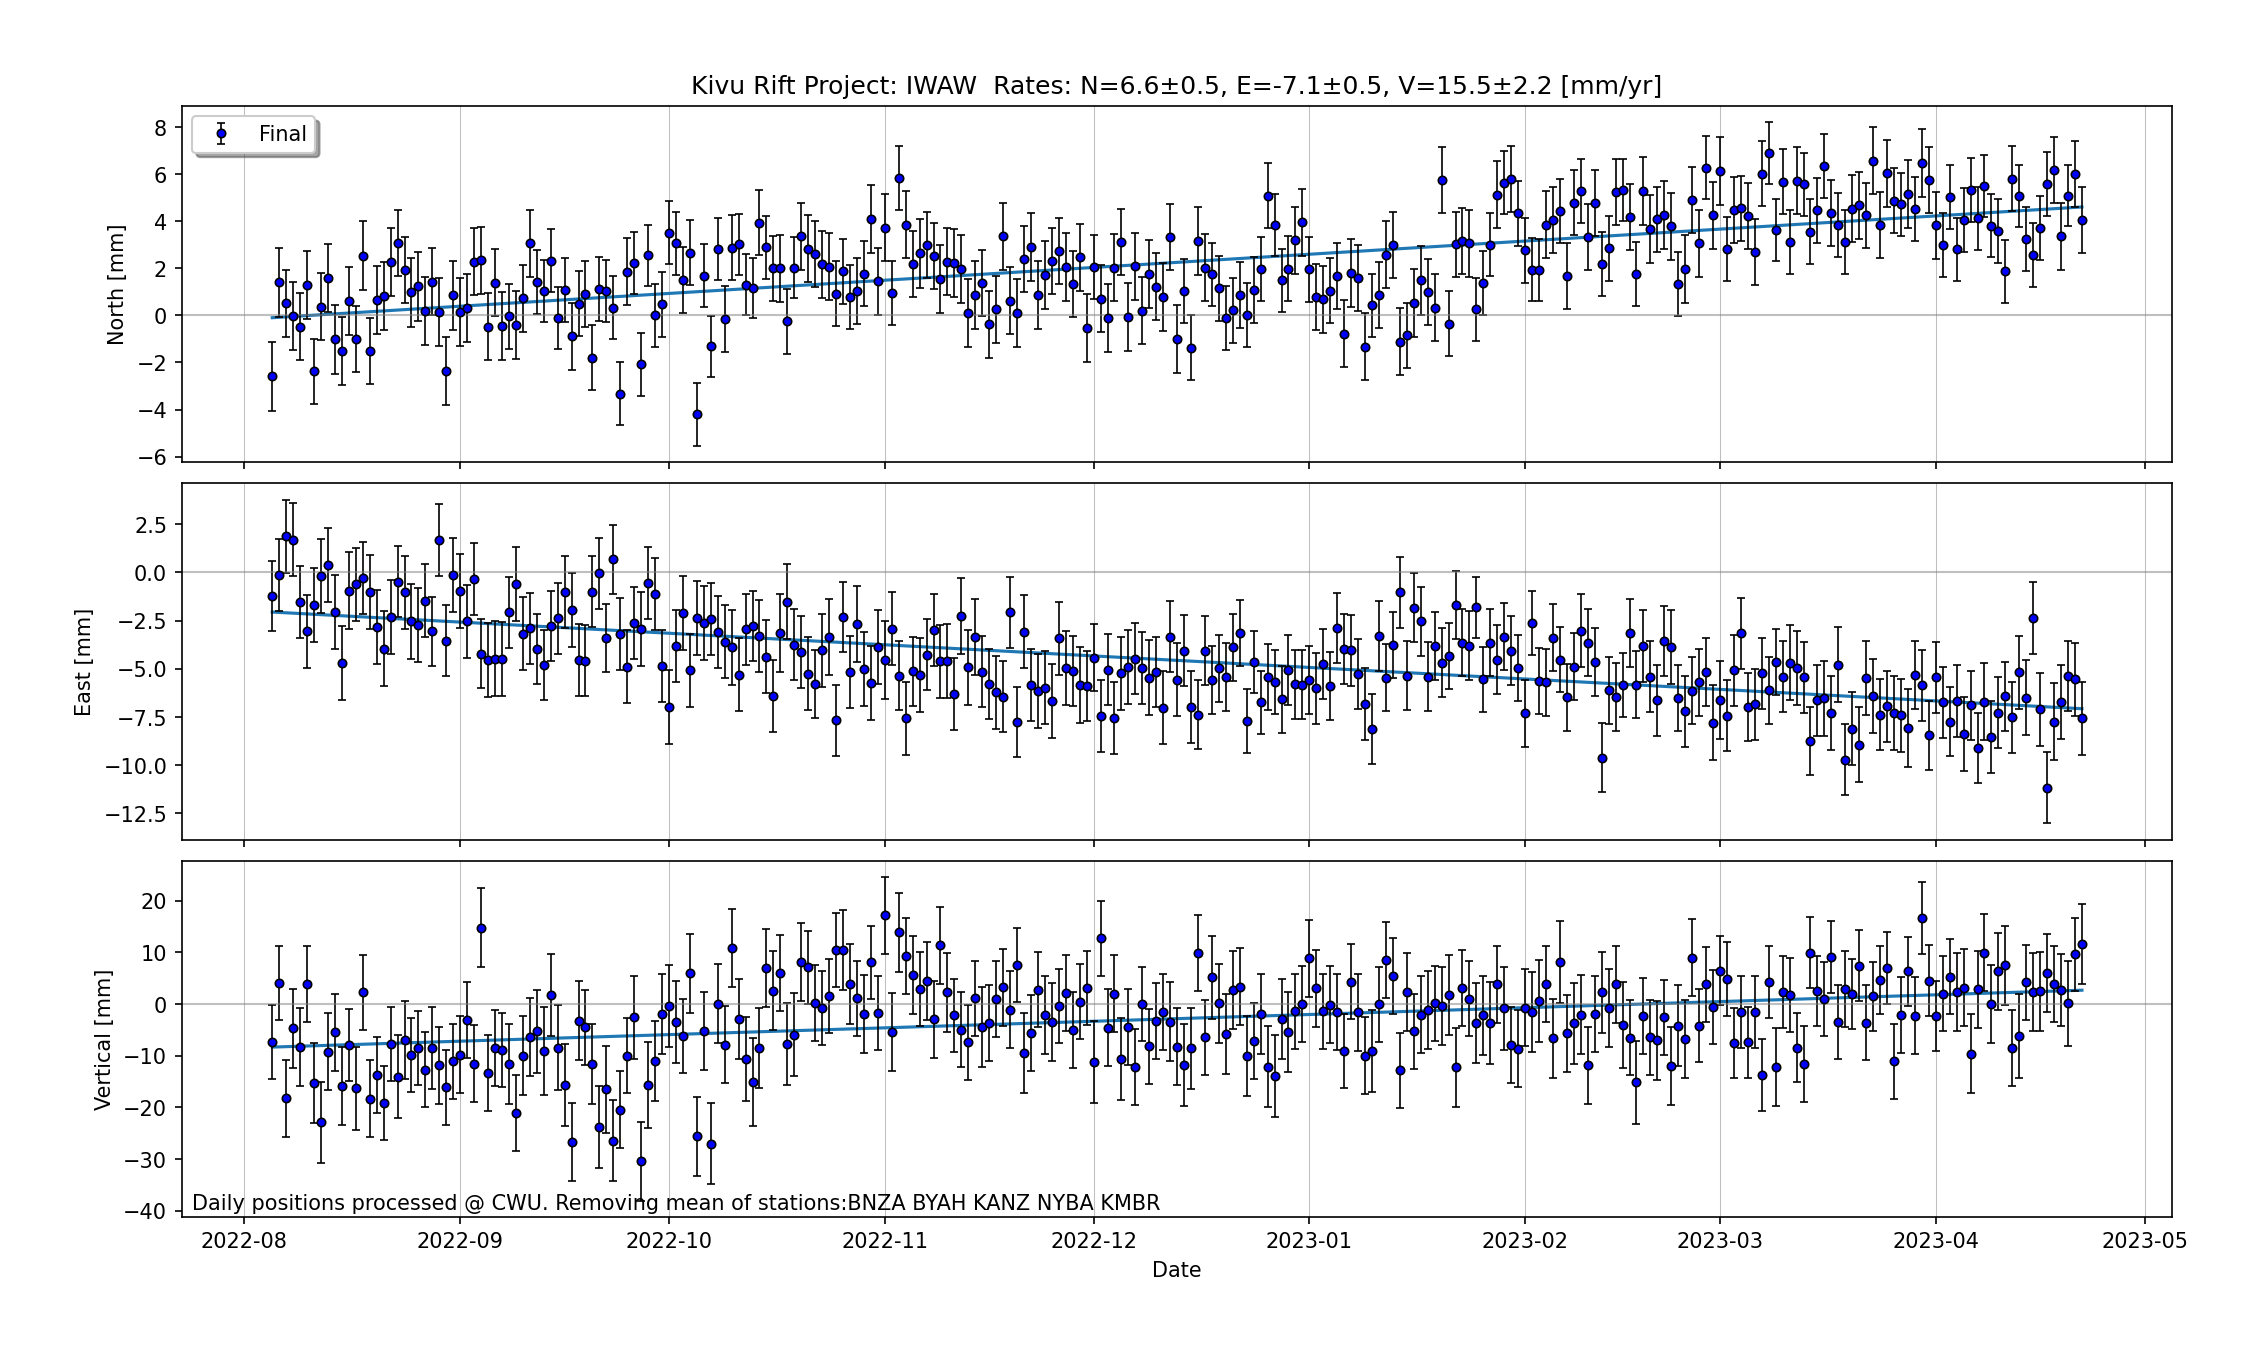 Kivu Rift Project: IWAW  Rates: N=6.6±0.5, E=-7.1±0.5, V=15.5±2.2 [mm/yr]
Final
North [mm]
8
6
4
2
0
−2
−4
−6
East [mm]
2.5
0.0
−2.5
−5.0
−7.5
−10.0
−12.5
Vertical [mm]
20
10
0
−10
−20
−30
−40
Daily positions processed @ CWU. Removing mean of stations:BNZA BYAH KANZ NYBA KMBR
2022-08 2022-09 2022-10 2022-11 2022-12 2023-01 2023-02 2023-03 2023-04 2023-05
Date